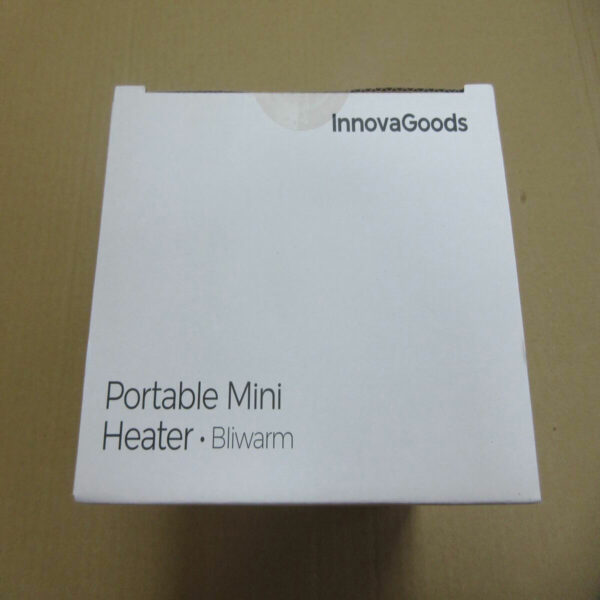 InnovaGoods
Portable Mini
Heater · Bliwarm